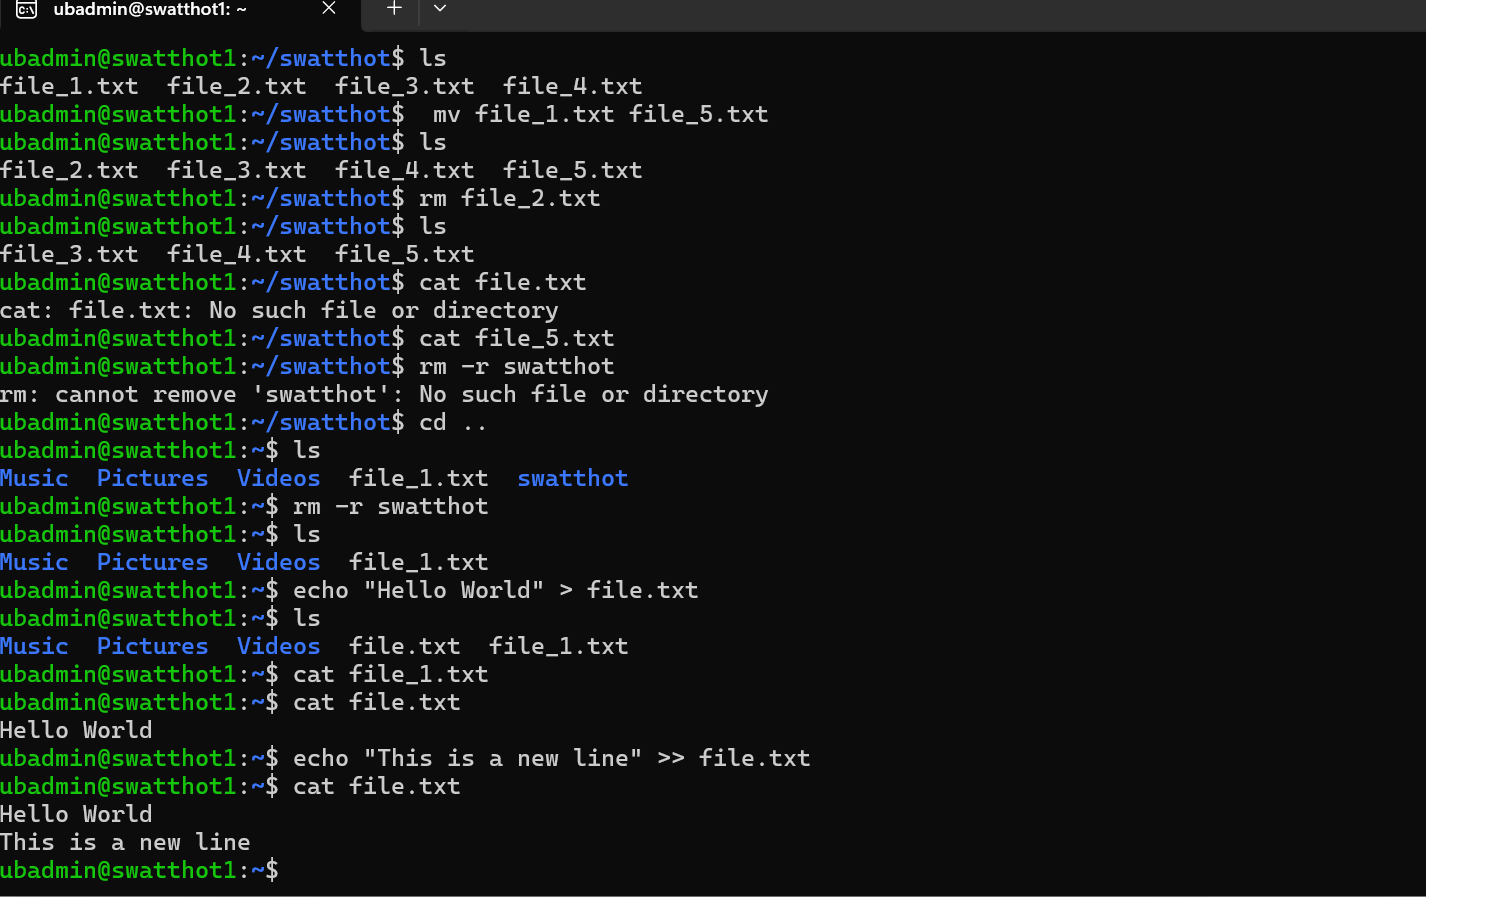 ubadmin@swatthot1: ~
ubadmin@swatthot1:~/swatthot$ ls
file_1.txt  file_2.txt  file_3.txt  file_4.txt
ubadmin@swatthot1:~/swatthot$  mv file_1.txt file_5.txt
ubadmin@swatthot1:~/swatthot$ ls
file_2.txt  file_3.txt  file_4.txt  file_5.txt
ubadmin@swatthot1:~/swatthot$ rm file_2.txt
ubadmin@swatthot1:~/swatthot$ ls
file_3.txt  file_4.txt  file_5.txt
ubadmin@swatthot1:~/swatthot$ cat file.txt
cat: file.txt: No such file or directory
ubadmin@swatthot1:~/swatthot$ cat file_5.txt
ubadmin@swatthot1:~/swatthot$ rm -r swatthot
rm: cannot remove 'swatthot': No such file or directory
ubadmin@swatthot1:~/swatthot$ cd ..
ubadmin@swatthot1:~$ ls
Music  Pictures  Videos  file_1.txt  swatthot
ubadmin@swatthot1:~$ rm -r swatthot
ubadmin@swatthot1:~$ ls
Music  Pictures  Videos  file_1.txt
ubadmin@swatthot1:~$ echo "Hello World" > file.txt
ubadmin@swatthot1:~$ ls
Music  Pictures  Videos  file.txt  file_1.txt
ubadmin@swatthot1:~$ cat file_1.txt
ubadmin@swatthot1:~$ cat file.txt
Hello World
ubadmin@swatthot1:~$ echo "This is a new line" >> file.txt
ubadmin@swatthot1:~$ cat file.txt
Hello World
This is a new line
ubadmin@swatthot1:~$